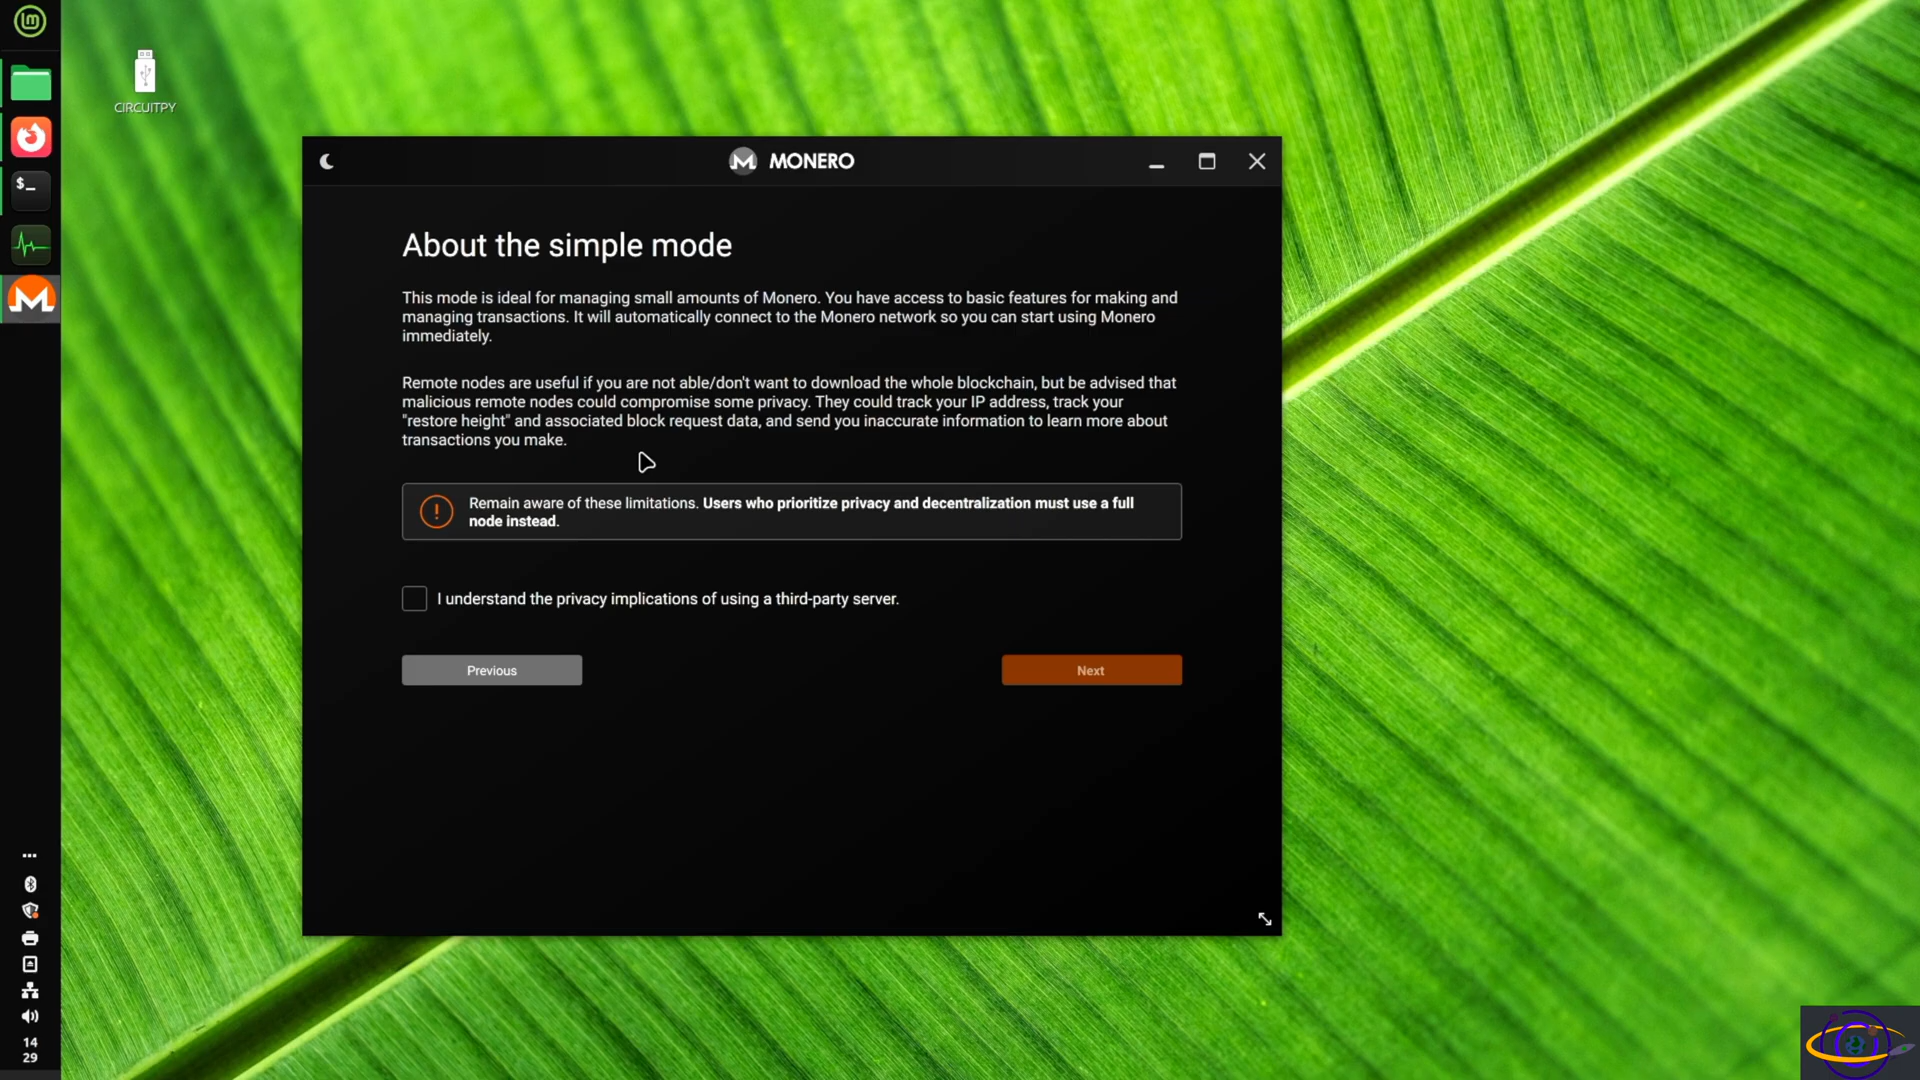 CIRCUITPY
MONERO
About the simple mode
This mode is ideal for managing small amounts of Monero. You have access to basic features for making and
managing transactions. It will automatically connect to the Monero network so you can start using Monero
immediately.
Remote nodes are useful if you are not able/don't want to download the whole blockchain, but be advised that
malicious remote nodes could compromise some privacy. They could track your IP address, track your
"restore height" and associated block request data, and send you inaccurate information to learn more about
transactions you make.
Remain aware of these limitations. Users who prioritize privacy and decentralization must use a full
node instead.
I understand the privacy implications of using a third-party server.
Previous
Next
$_
14
29